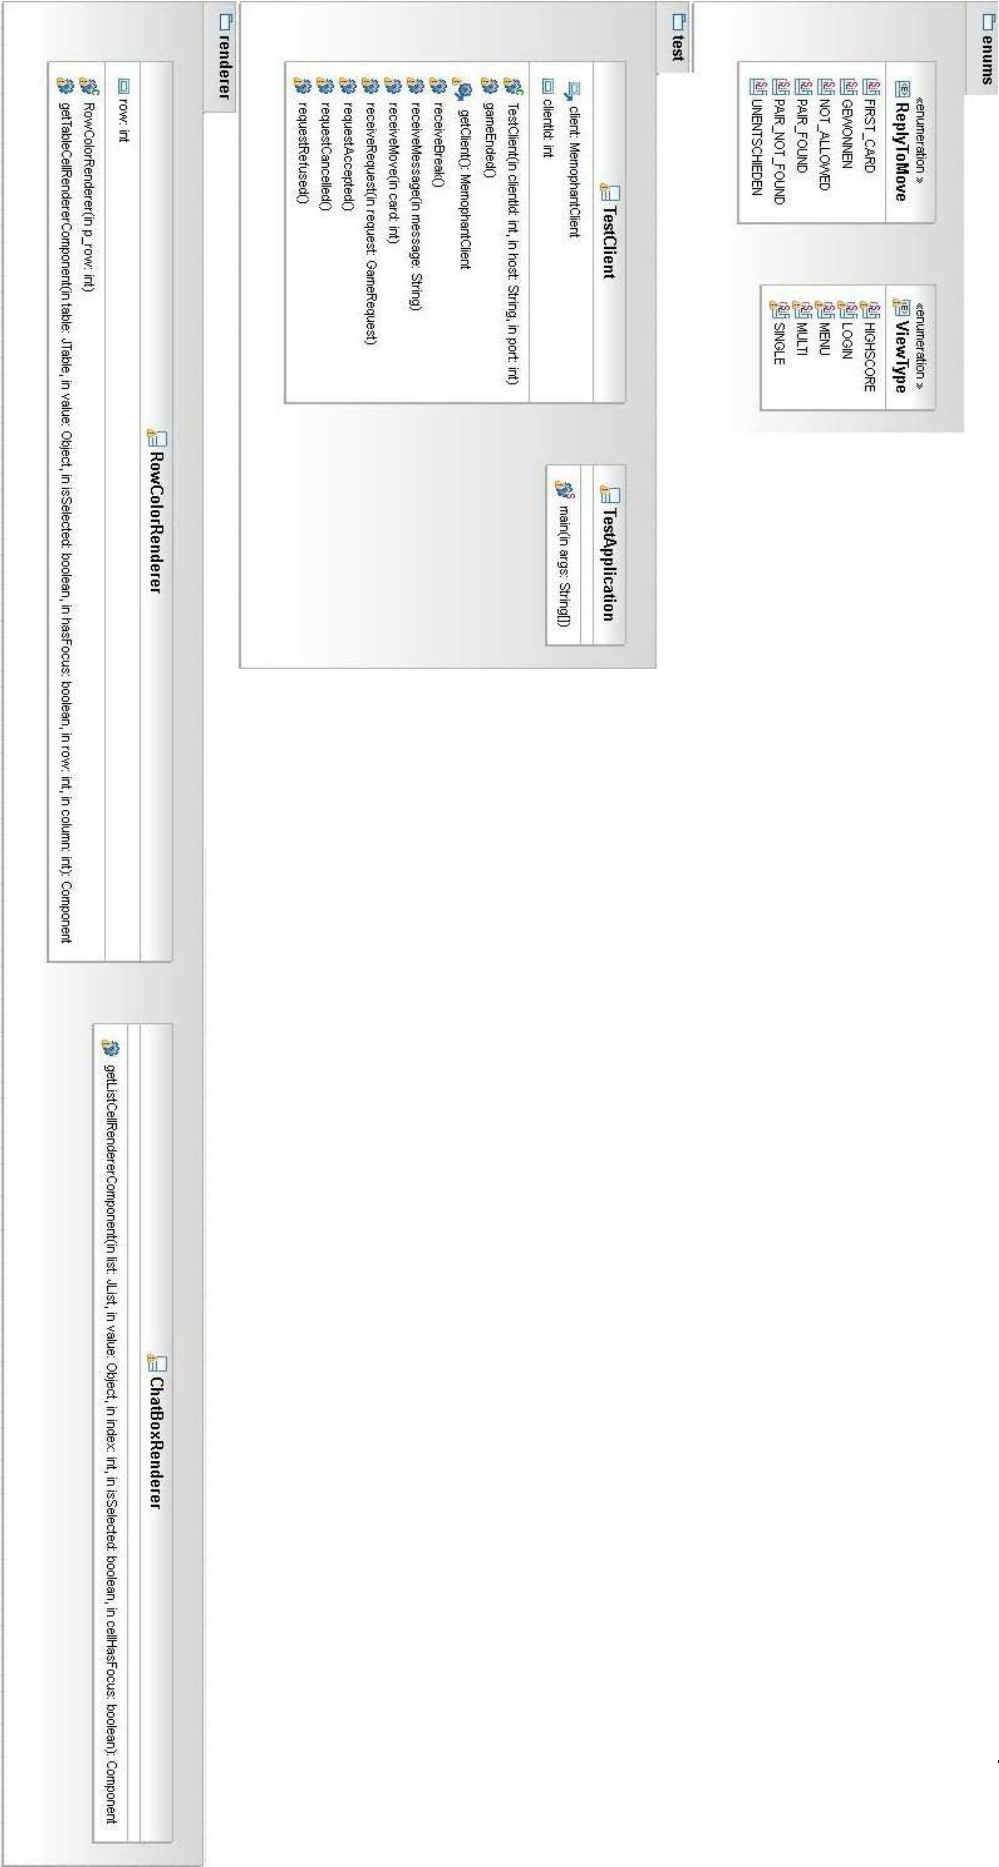 enums
«enumeration »
ReplyToMove
FIRST_CARD
GEWONNEN
NOT_ALLOWED
PAIR_FOUND
PAIR_NOT_FOUND
UNENTSCHIEDEN
«enumeration »
ViewType
HIGHSCORE
LOGIN
MENU
MULTI
SINGLE
test
TestClient
client: MemophantClient
clientId: int
TestClient(in clientId: int, in host: String, in port: int)
gameEnded()
getClient(): MemophantClient
receiveBreak()
receiveMessage(in message: String)
receiveMove(in card: int)
receiveRequest(in request: GameRequest)
requestAccepted()
requestCancelled()
requestRefused()
TestApplication
main(in args: String[])
renderer
RowColorRenderer
row: int
RowColorRenderer(in p_row: int)
getTableCellRendererComponent(in table: JTable, in value: Object, in isSelected: boolean, in hasFocus: boolean, in row: int, in column: int): Component
ChatBoxRenderer
getListCellRendererComponent(in list: JList, in value: Object, in index: int, in isSelected: boolean, in cellHasFocus: boolean): Component